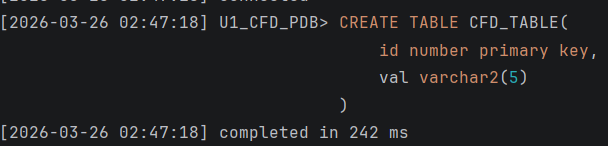 [2026-03-26 02:47:18] U1_CFD_PDB> CREATE TABLE CFD_TABLE(
id number primary key,
val varchar2(5)
)
[2026-03-26 02:47:18] completed in 242 ms